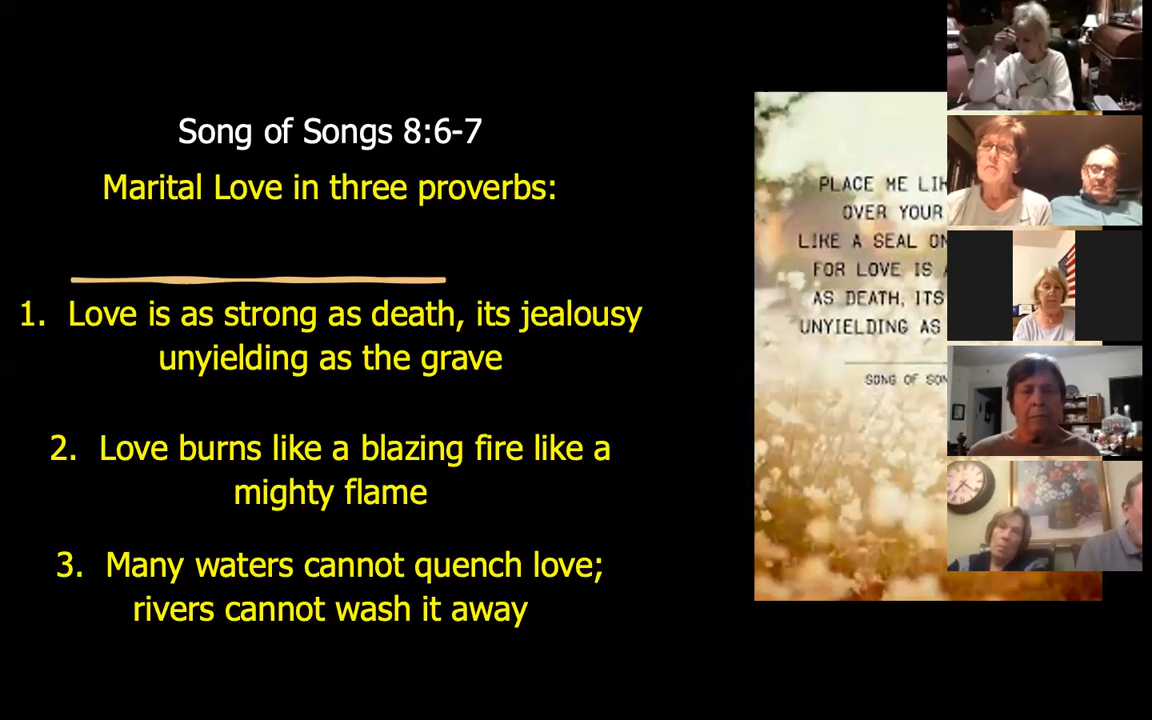 Song of Songs 8:6-7
Marital Love in three proverbs:
1. Love is as strong as death, its jealousy
unyielding as the grave
2. Love burns like a blazing fire like a
mighty flame
3. Many waters cannot quench love;
rivers cannot wash it away
PLACE ME
OVER YOUR
LIKE A SEAL
FOR LOVE IS
AS DEATH, ITS
UNYIELDING AS
SONG OF